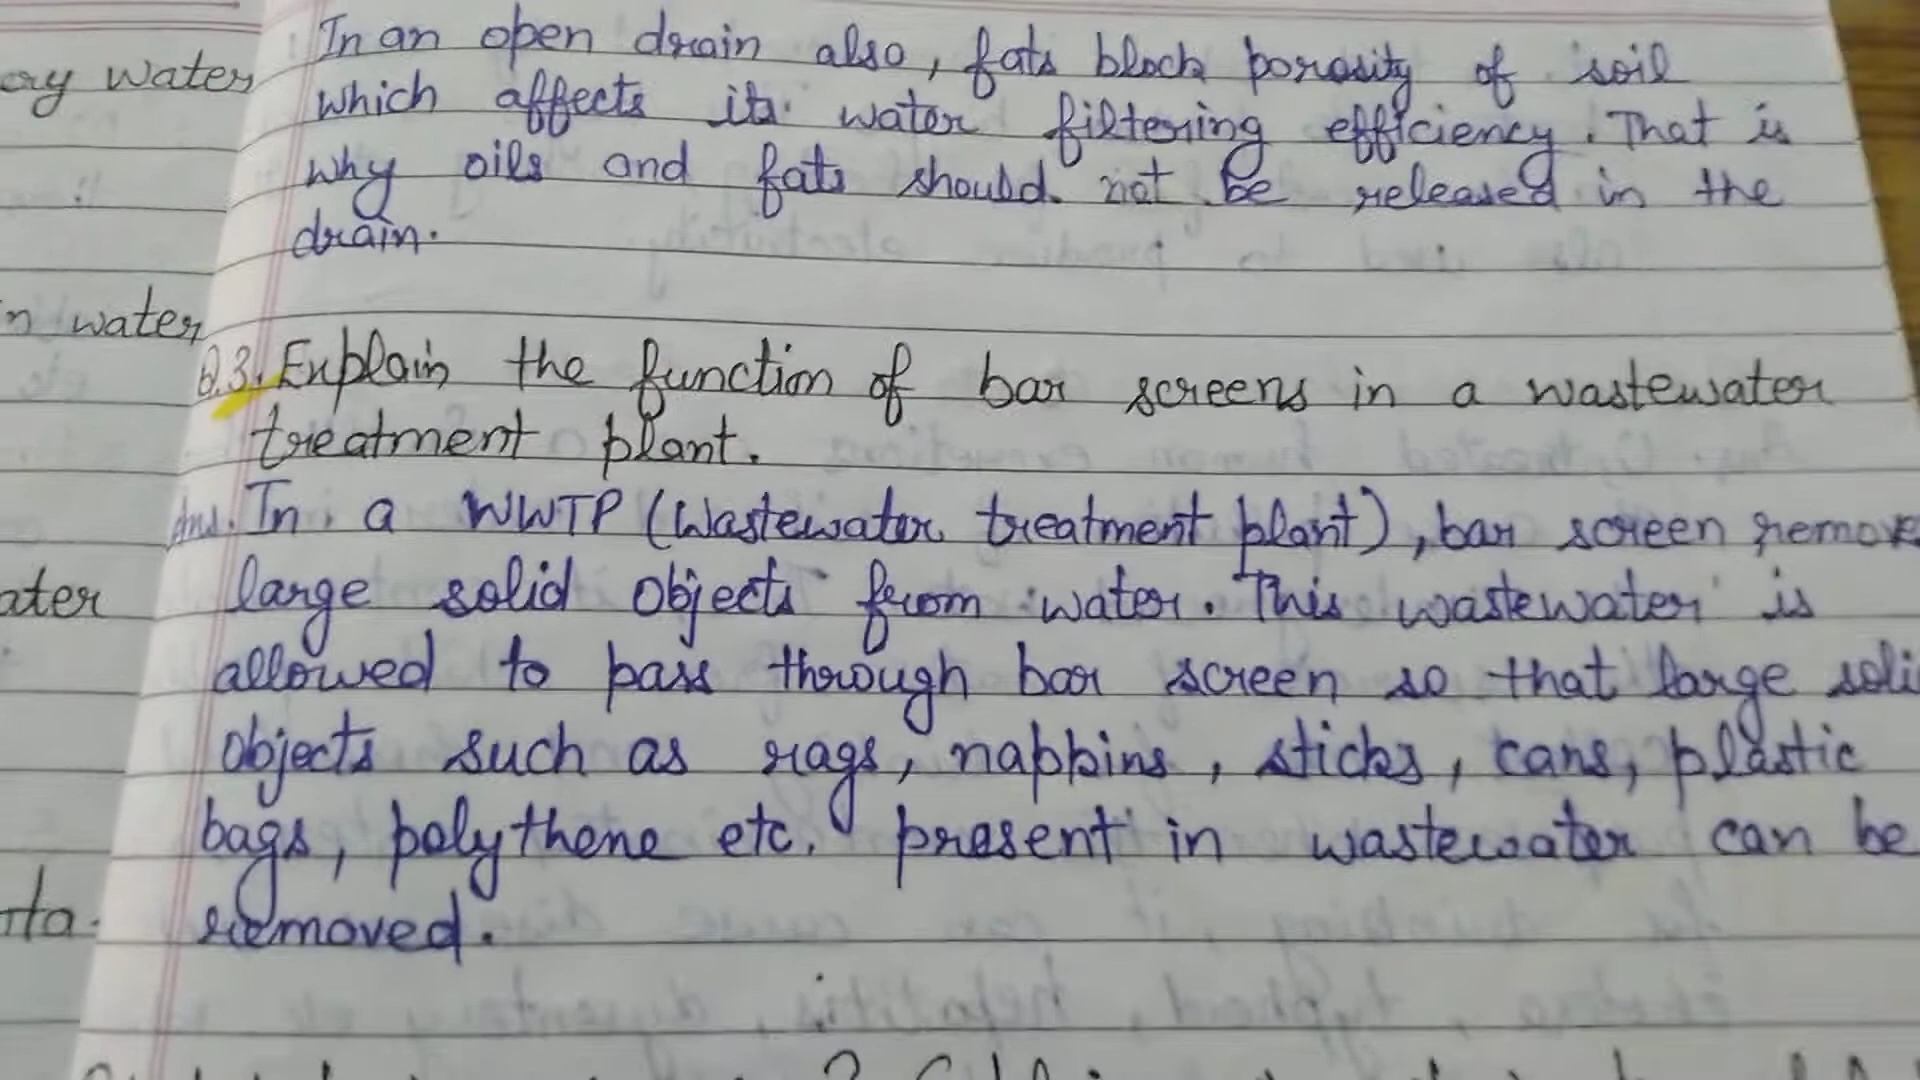 In an open drain also, fats block porosity of soil
which affects its water filtering efficiency. That is
why oils and fats should not be released in the
drain.
Q.3. Explain the function of bar screens in a wastewater
treatment plant.
Ans. In a WWTP (Wastewater treatment plant), bar screen remove
large solid objects from water. This wastewater is
allowed to pass through bar screen so that large soli
objects such as rags, napkins, sticks, cans, plastic
bags, polythene etc. present in wastewater can be
removed.
water
n water
ater